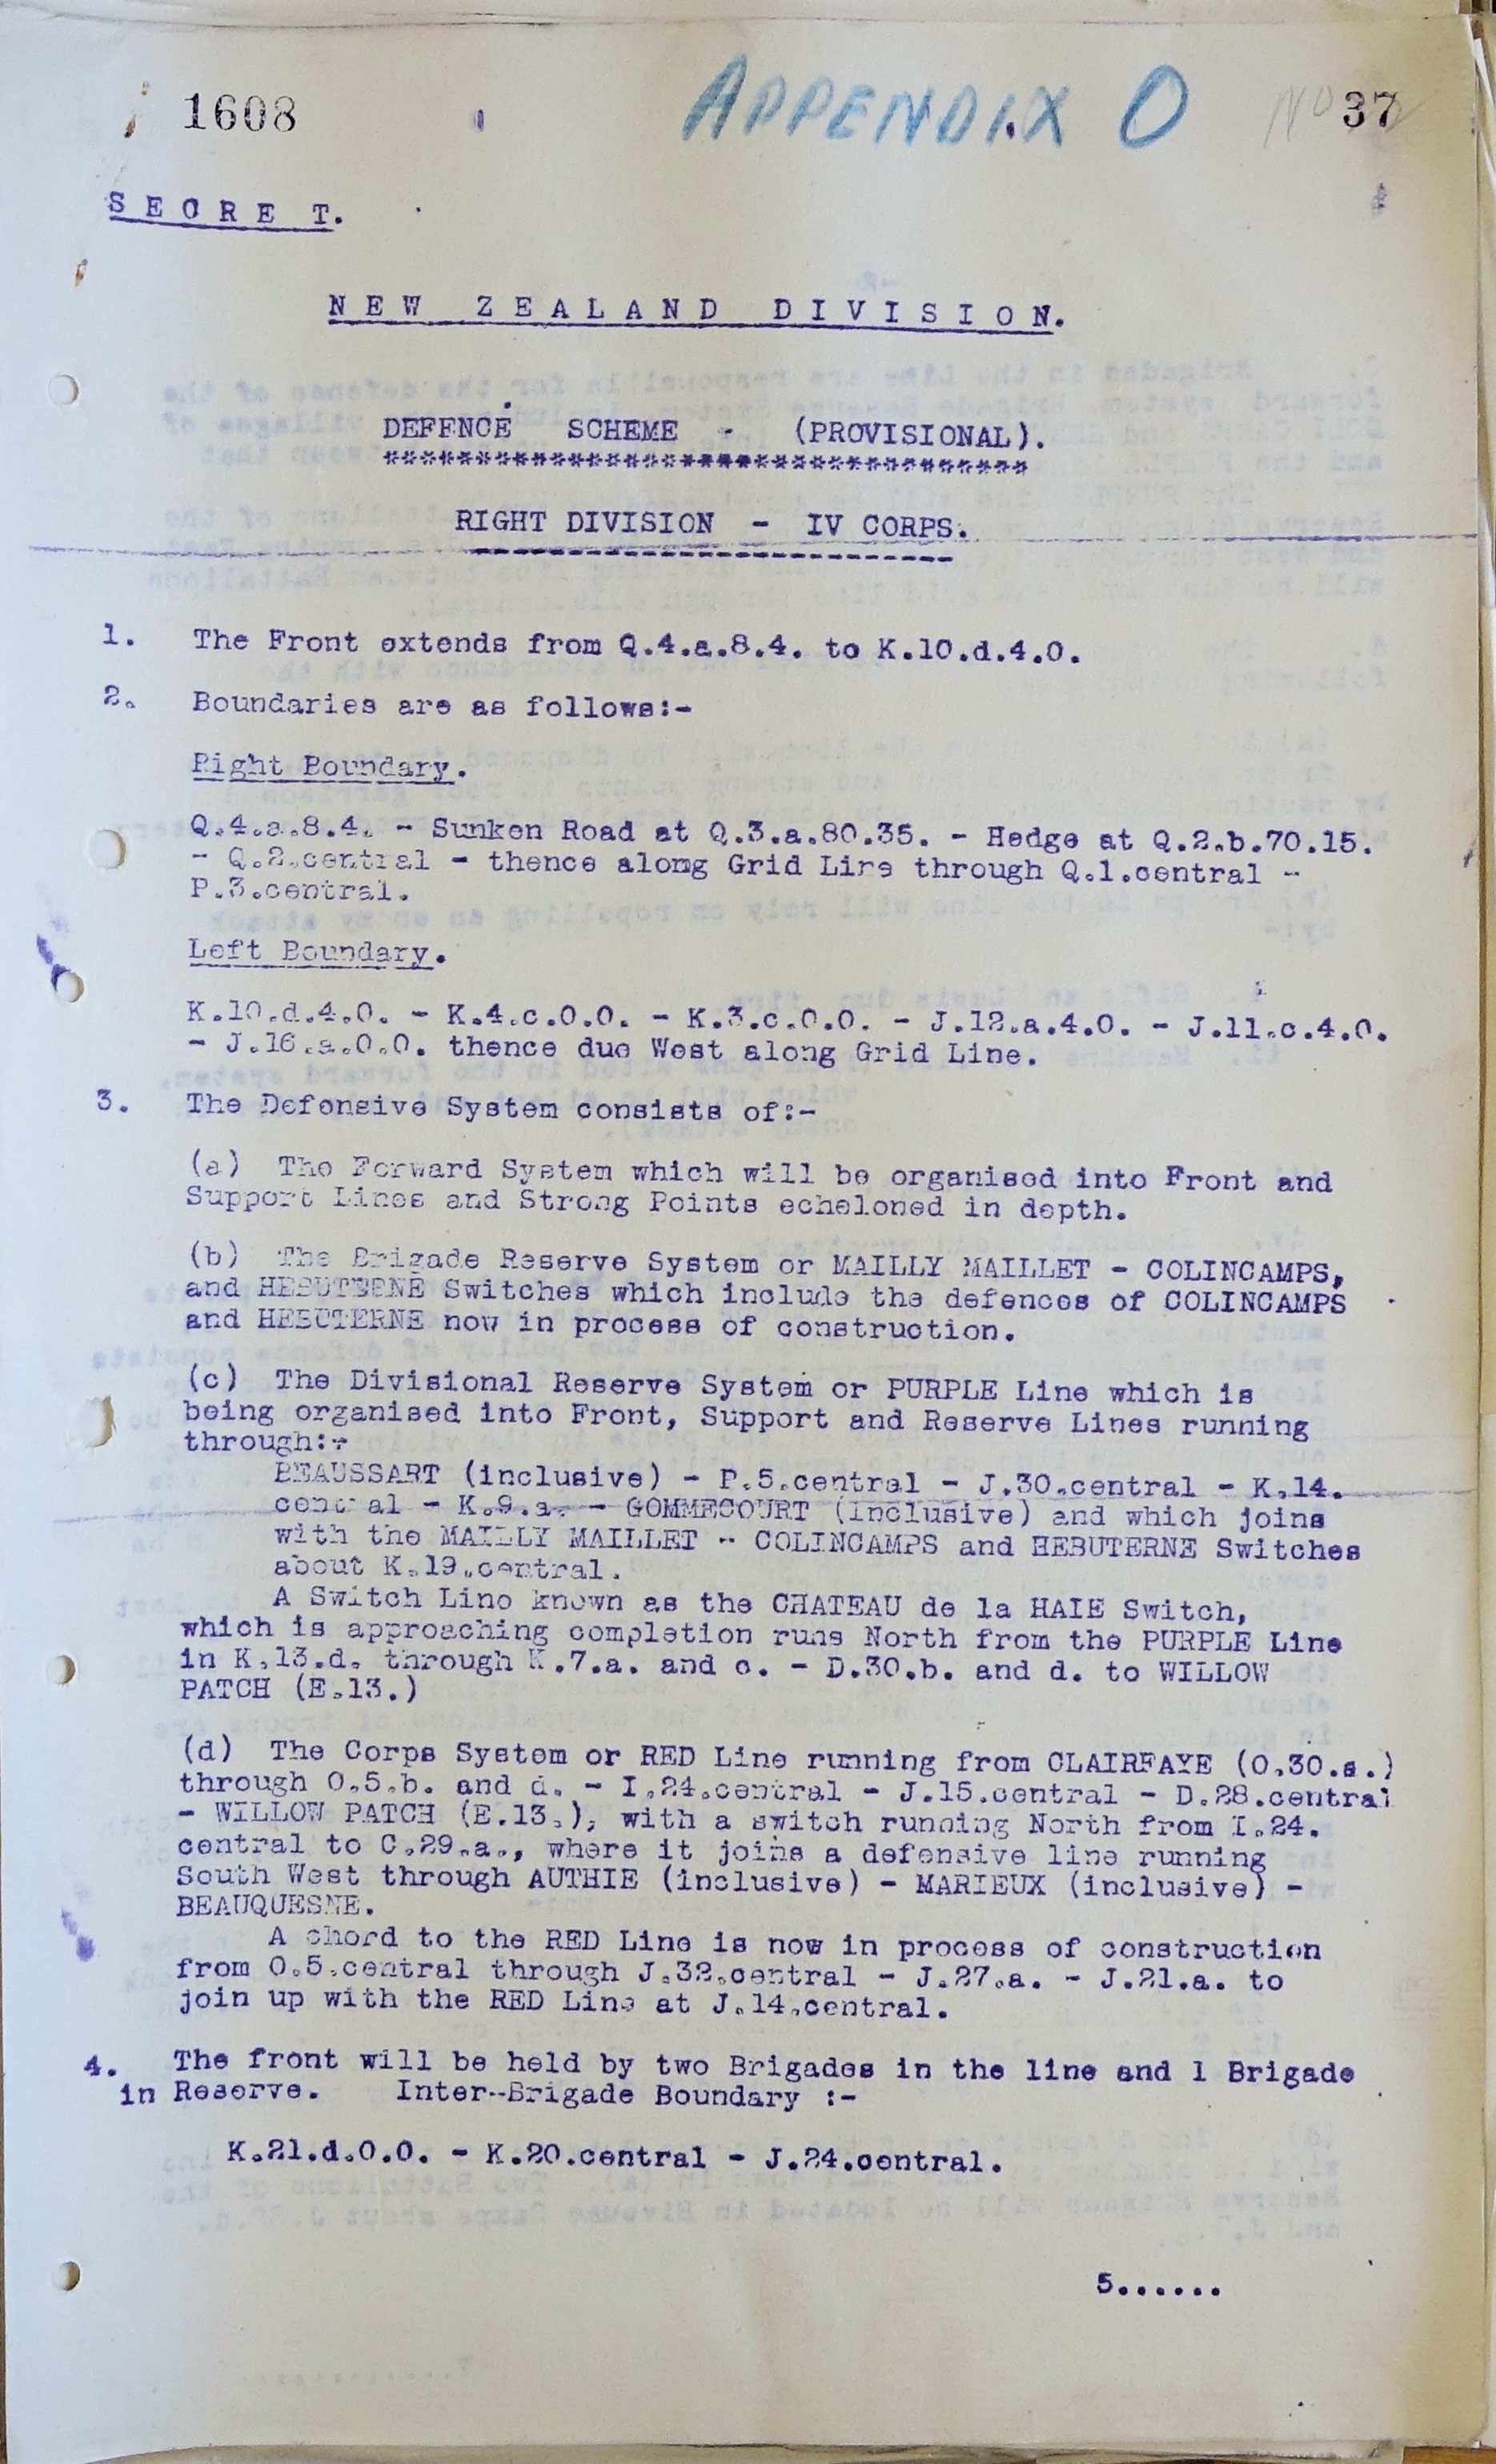 1608
APPENDIX O
No 37
S E C R E T.
N E W  Z E A L A N D  D I V I S I O N.
DEFENCE SCHEME - (PROVISIONAL).
****************************************
RIGHT DIVISION - IV CORPS.
1. The Front extends from Q.4.a.8.4. to K.10.d.4.0.
2. Boundaries are as follows:-
Right Boundary.
Q.4.a.8.4. - Sunken Road at Q.3.a.80.35. - Hedge at Q.2.b.70.15.
- Q.2.central - thence along Grid Line through Q.1.central -
P.3.central.
Left Boundary.
K.10.d.4.0. - K.4.c.0.0. - K.3.c.0.0. - J.12.a.4.0. - J.11.c.4.0.
- J.16.a.0.0. thence due West along Grid Line.
3. The Defensive System consists of:-
(a) The Forward System which will be organised into Front and
Support Lines and Strong Points echeloned in depth.
(b) The Brigade Reserve System or MAILLY MAILLET - COLINCAMPS,
and HEBUTERNE Switches which include the defences of COLINCAMPS
and HEBUTERNE now in process of construction.
(c) The Divisional Reserve System or PURPLE Line which is
being organised into Front, Support and Reserve Lines running
through:-
BEAUSSART (inclusive) - P.5.central - J.30.central - K.14.
central - K.9.a. - GOMMECOURT (inclusive) and which joins
with the MAILLY MAILLET - COLINCAMPS and HEBUTERNE Switches
about K.19.central.
A Switch Line known as the CHATEAU de la HAIE Switch,
which is approaching completion runs North from the PURPLE Line
in K.13.d. through K.7.a. and c. - D.30.b. and d. to WILLOW
PATCH (E.13.)
(d) The Corps System or RED Line running from CLAIRFAYE (O.30.a.)
through O.5.b. and d. - I.24.central - J.15.central - D.28.central
- WILLOW PATCH (E.13.), with a switch running North from I.24.
central to C.29.a., where it joins a defensive line running
South West through AUTHIE (inclusive) - MARIEUX (inclusive) -
BEAUQUESNE.
A chord to the RED Line is now in process of construction
from O.5.central through J.32.central - J.27.a. - J.21.a. to
join up with the RED Line at J.14.central.
4. The front will be held by two Brigades in the line and 1 Brigade
in Reserve. Inter-Brigade Boundary :-
K.21.d.0.0. - K.20.central - J.24.central.
5......